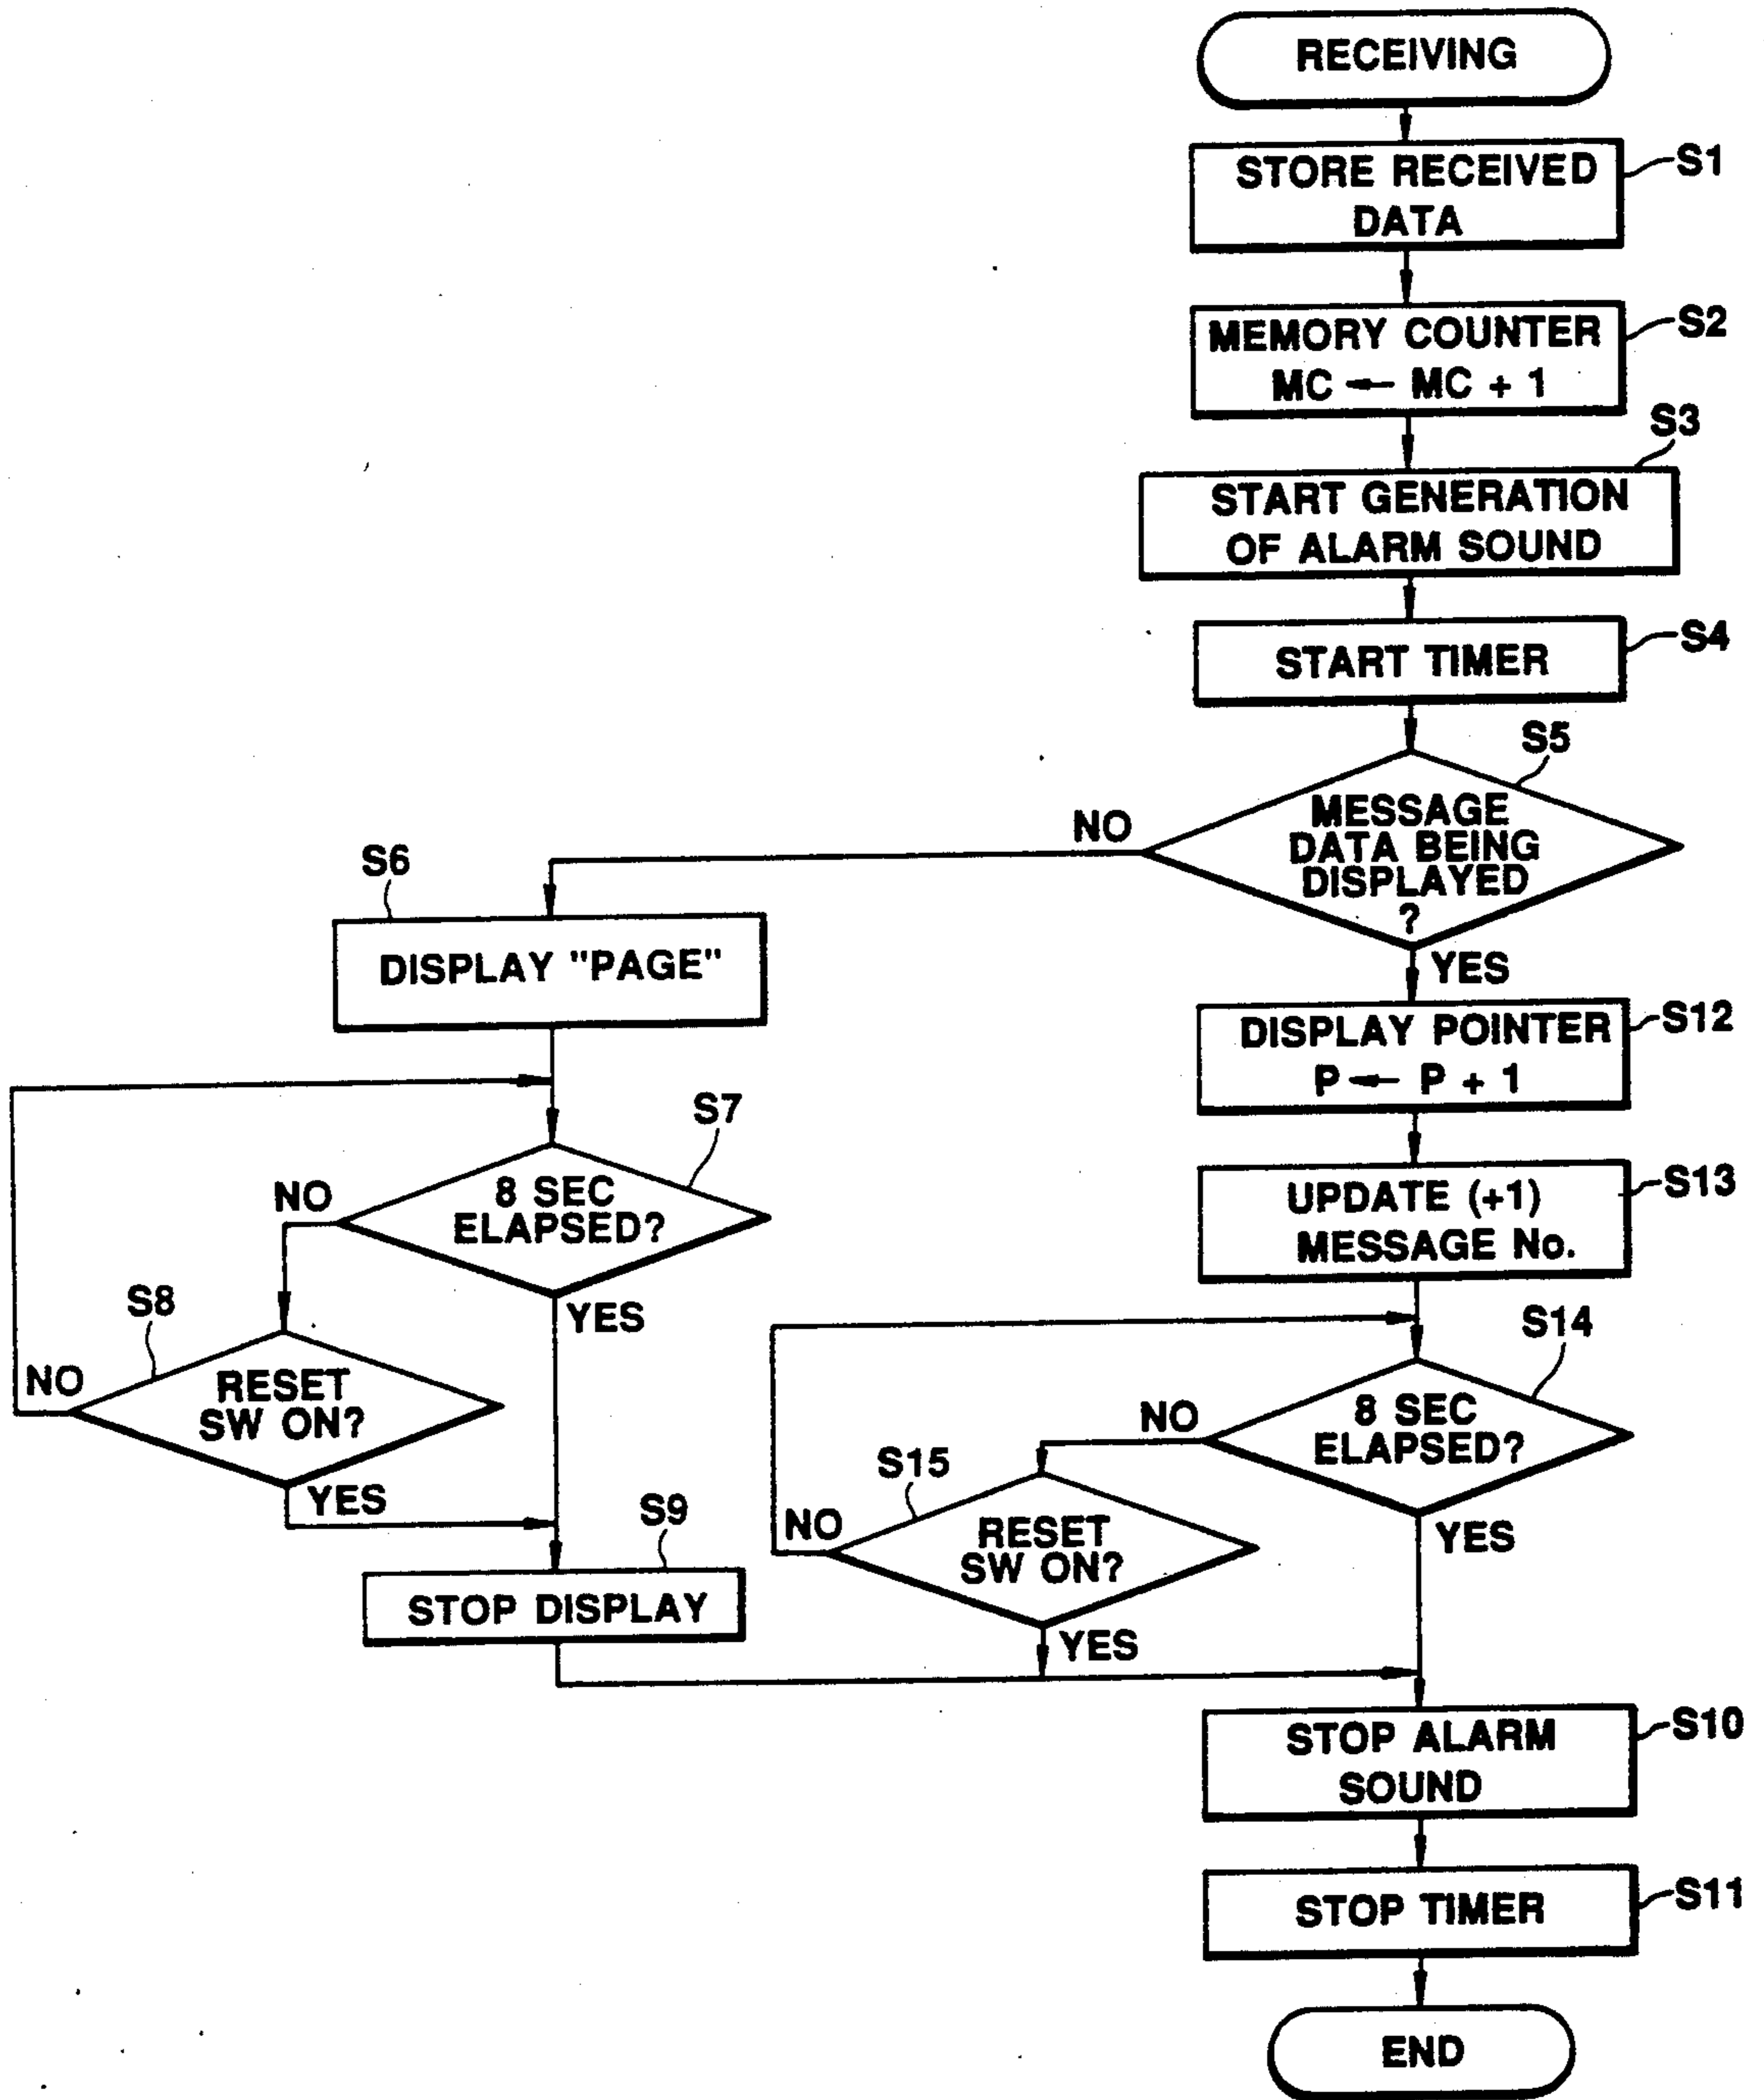 RECEIVING
STORE RECEIVED
DATA
S1
MEMORY COUNTER
MC ← MC + 1
S2
START GENERATION
OF ALARM SOUND
S3
START TIMER
S4
MESSAGE
DATA BEING
DISPLAYED
?
S5
NO
YES
S6
DISPLAY "PAGE"
S7
8 SEC
ELAPSED?
NO
YES
S8
RESET
SW ON?
NO
YES
S9
STOP DISPLAY
DISPLAY POINTER
P ← P + 1
S12
UPDATE (+1)
MESSAGE No.
S13
S14
8 SEC
ELAPSED?
NO
YES
S15
RESET
SW ON?
NO
YES
STOP ALARM
SOUND
S10
STOP TIMER
S11
END